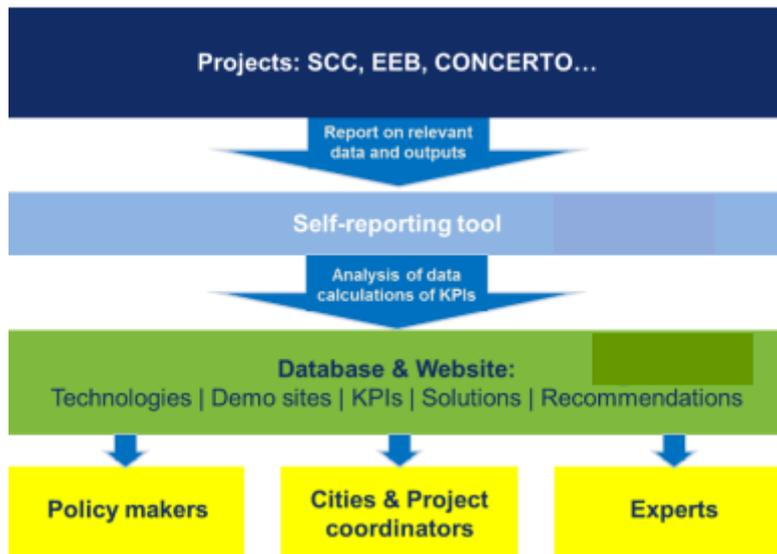 Projects: SCC, EEB, CONCERTO…
Report on relevant
data and outputs
Self-reporting tool
Analysis of data
calculations of KPIs
Database & Website:
Technologies | Demo sites | KPIs | Solutions | Recommendations
Policy makers
Cities & Project
coordinators
Experts